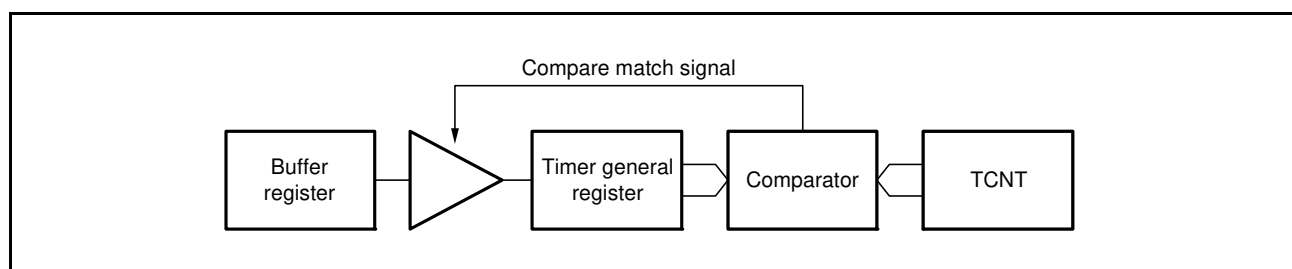 Compare match signal
Buffer
register
Timer general
register
Comparator
TCNT